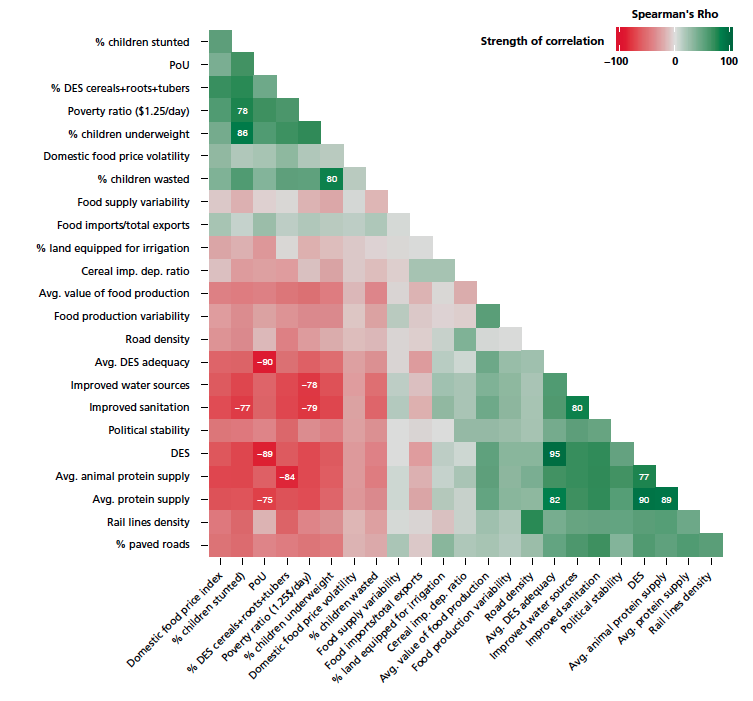 Spearman's Rho
Strength of correlation
−100 0 100
% children stunted
PoU
% DES cereals+roots+tubers
Poverty ratio ($1.25/day) 78
% children underweight 86
Domestic food price volatility
% children wasted 80
Food supply variability
Food imports/total exports
% land equipped for irrigation
Cereal imp. dep. ratio
Avg. value of food production
Food production variability
Road density
Avg. DES adequacy −90
Improved water sources −78
Improved sanitation −77 −79 80
Political stability
DES −89 95
Avg. animal protein supply −84 77
Avg. protein supply −75 82 90 89
Rail lines density
% paved roads
Domestic food price index
% children stunted)
PoU
% DES cereals+roots+tubers
Poverty ratio (1.25$/day)
% children underweight
Domestic food price volatility
% children wasted
Food supply variability
Food imports/total exports
% land equipped for irrigation
Cereal imp. dep. ratio
Avg. value of food production
Food production variability
Road density
Avg. DES adequacy
Improved water sources
Improved sanitation
Political stability
DES
Avg. animal protein supply
Avg. protein supply
Rail lines density